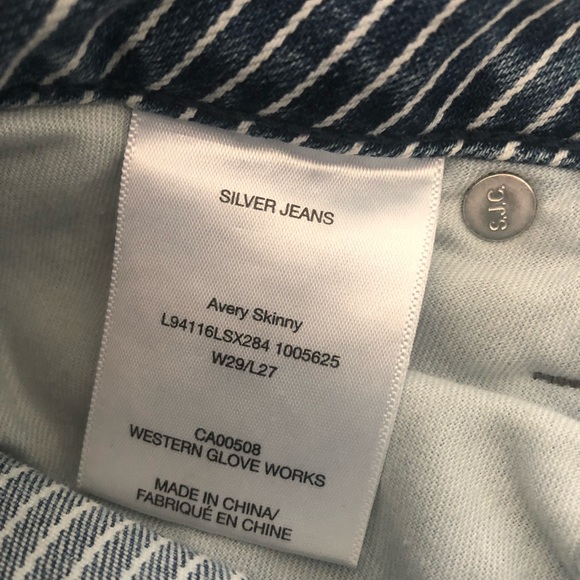 SILVER JEANS
S.J.C.
Avery Skinny
L94116LSX284 1005625
W29/L27
CA00508
WESTERN GLOVE WORKS
MADE IN CHINA/
FABRIQUÉ EN CHINE